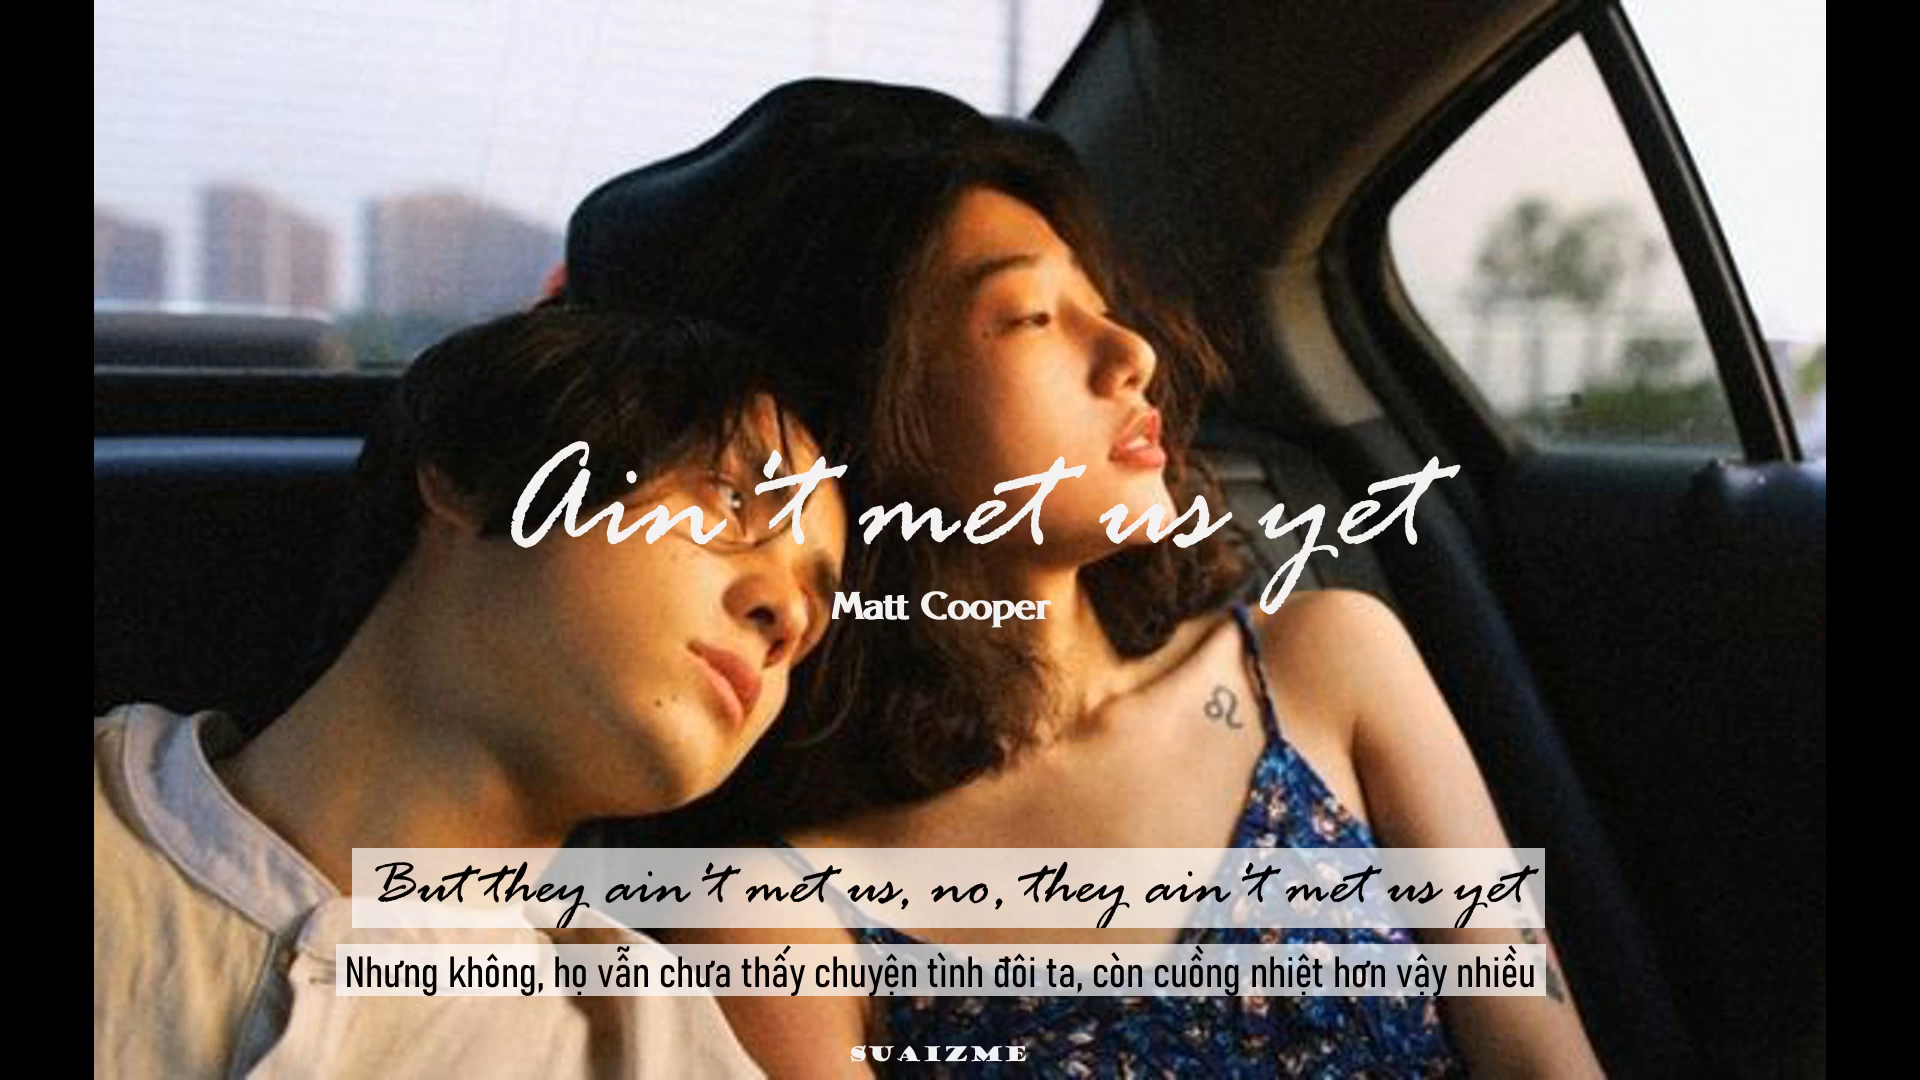 Ain't met us yet
Matt Cooper
But they ain't met us, no, they ain't met us yet
Nhưng không, họ vẫn chưa thấy chuyện tình đôi ta, còn cuồng nhiệt hơn vậy nhiều
SUAIZME